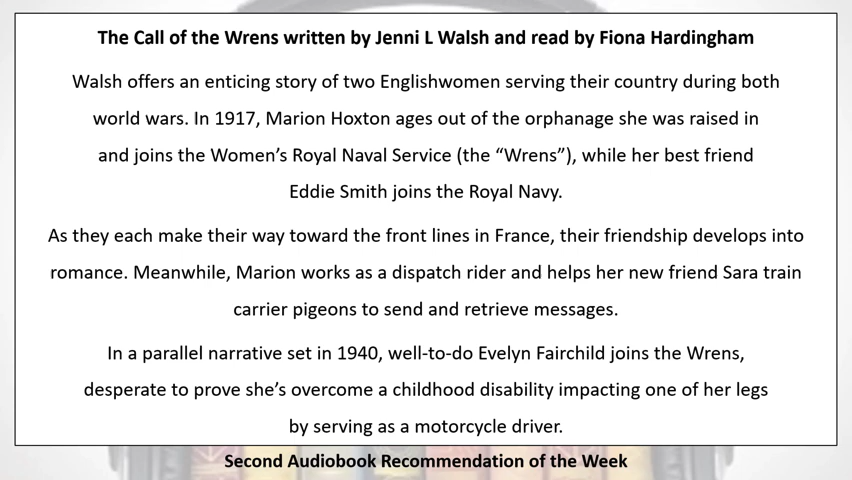 The Call of the Wrens written by Jenni L Walsh and read by Fiona Hardingham
Walsh offers an enticing story of two Englishwomen serving their country during both
world wars. In 1917, Marion Hoxton ages out of the orphanage she was raised in
and joins the Women’s Royal Naval Service (the “Wrens”), while her best friend
Eddie Smith joins the Royal Navy.
As they each make their way toward the front lines in France, their friendship develops into
romance. Meanwhile, Marion works as a dispatch rider and helps her new friend Sara train
carrier pigeons to send and retrieve messages.
In a parallel narrative set in 1940, well-to-do Evelyn Fairchild joins the Wrens,
desperate to prove she’s overcome a childhood disability impacting one of her legs
by serving as a motorcycle driver.
Second Audiobook Recommendation of the Week